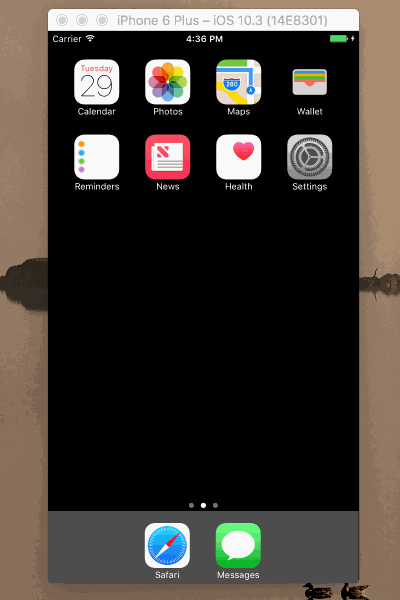 iPhone 6 Plus – iOS 10.3 (14E8301)
Carrier 4:36 PM
Tuesday
29
280
Calendar Photos Maps Wallet
Reminders News Health Settings
Safari Messages